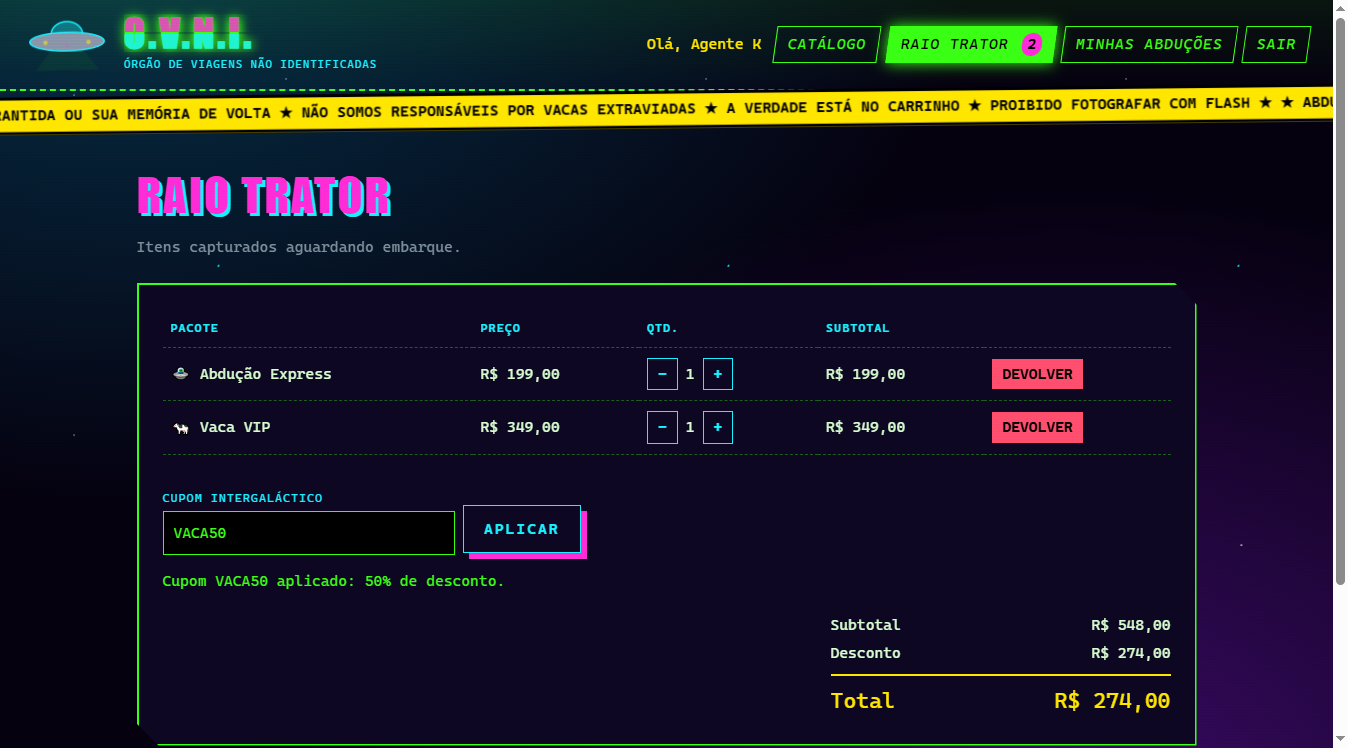 O.V.N.I.
ÓRGÃO DE VIAGENS NÃO IDENTIFICADAS
Olá, Agente K
CATÁLOGO
RAIO TRATOR 2
MINHAS ABDUÇÕES
SAIR
OU SUA MEMÓRIA DE VOLTA ★ NÃO SOMOS RESPONSÁVEIS POR VACAS EXTRAVIADAS ★ A VERDADE ESTÁ NO CARRINHO ★ PROIBIDO FOTOGRAFAR COM FLASH ★ ★
RAIO TRATOR
Itens capturados aguardando embarque.
PACOTE PREÇO QTD. SUBTOTAL
Abdução Express R$ 199,00 − 1 + R$ 199,00 DEVOLVER
Vaca VIP R$ 349,00 − 1 + R$ 349,00 DEVOLVER
CUPOM INTERGALÁCTICO
VACA50 APLICAR
Cupom VACA50 aplicado: 50% de desconto.
Subtotal R$ 548,00
Desconto R$ 274,00
Total R$ 274,00